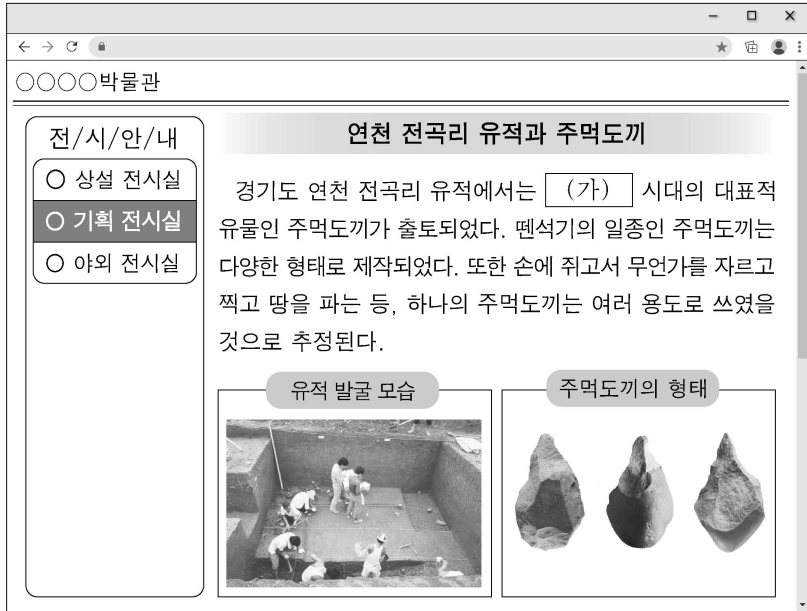 ○○○○박물관
전/시/안/내
○ 상설 전시실
○ 기획 전시실
○ 야외 전시실
연천 전곡리 유적과 주먹도끼
경기도 연천 전곡리 유적에서는 (가) 시대의 대표적
유물인 주먹도끼가 출토되었다. 뗀석기의 일종인 주먹도끼는
다양한 형태로 제작되었다. 또한 손에 쥐고서 무언가를 자르고
찍고 땅을 파는 등, 하나의 주먹도끼는 여러 용도로 쓰였을
것으로 추정된다.
유적 발굴 모습
주먹도끼의 형태